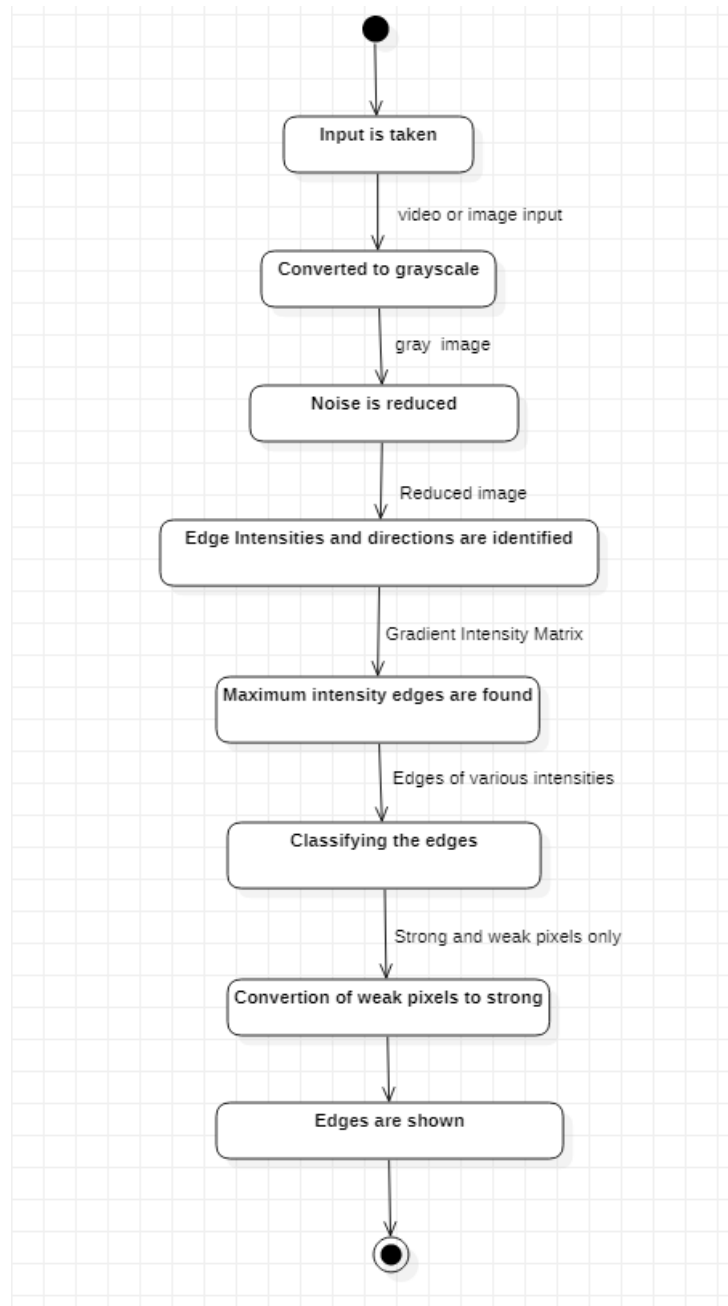 Input is taken
video or image input
Converted to grayscale
gray  image
Noise is reduced
Reduced image
Edge Intensities and directions are identified
Gradient Intensity Matrix
Maximum intensity edges are found
Edges of various intensities
Classifying the edges
Strong and weak pixels only
Convertion of weak pixels to strong
Edges are shown